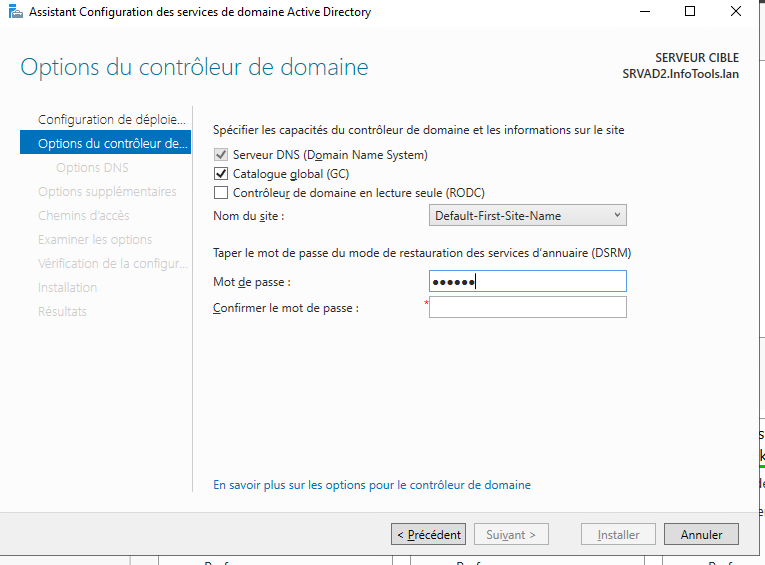 Assistant Configuration des services de domaine Active Directory
Options du contrôleur de domaine
SERVEUR CIBLE
SRVAD2.InfoTools.lan
Configuration de déploie...
Options du contrôleur de...
Options DNS
Options supplémentaires
Chemins d'accès
Examiner les options
Vérification de la configur...
Installation
Résultats
Spécifier les capacités du contrôleur de domaine et les informations sur le site
Serveur DNS (Domain Name System)
Catalogue global (GC)
Contrôleur de domaine en lecture seule (RODC)
Nom du site :
Default-First-Site-Name
Taper le mot de passe du mode de restauration des services d'annuaire (DSRM)
Mot de passe :
••••••
Confirmer le mot de passe :
*
En savoir plus sur les options pour le contrôleur de domaine
< Précédent
Suivant >
Installer
Annuler